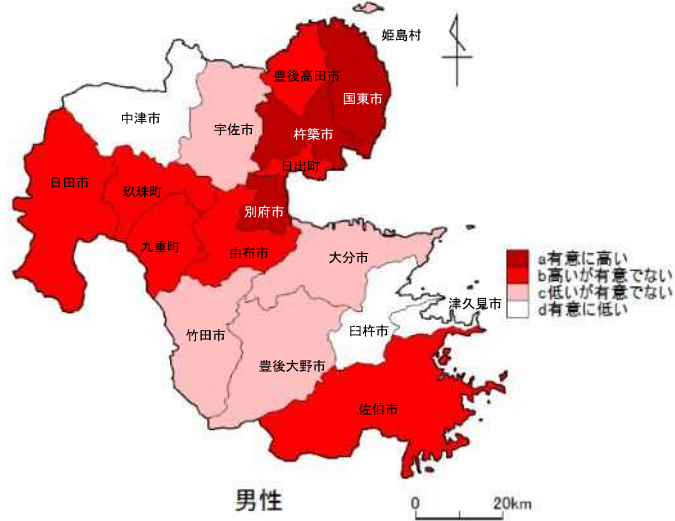 姫島村
豊後高田市
国東市
中津市
宇佐市
杵築市
日出町
日田市
玖珠町
別府市
九重町
由布市
大分市
a有意に高い
b高いが有意でない
c低いが有意でない
d有意に低い
津久見市
臼杵市
竹田市
豊後大野市
佐伯市
男性
0 20km